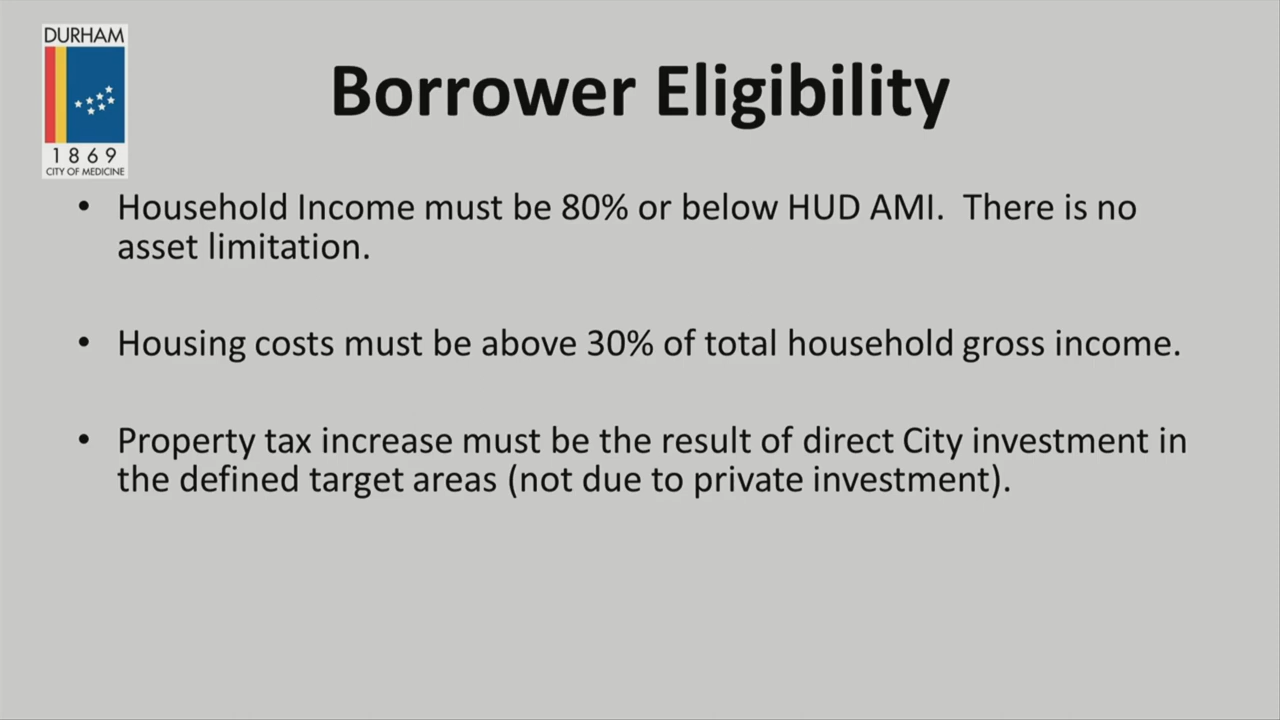 DURHAM
1869
CITY OF MEDICINE
Borrower Eligibility
• Household Income must be 80% or below HUD AMI.  There is no
asset limitation.
• Housing costs must be above 30% of total household gross income.
• Property tax increase must be the result of direct City investment in
the defined target areas (not due to private investment).